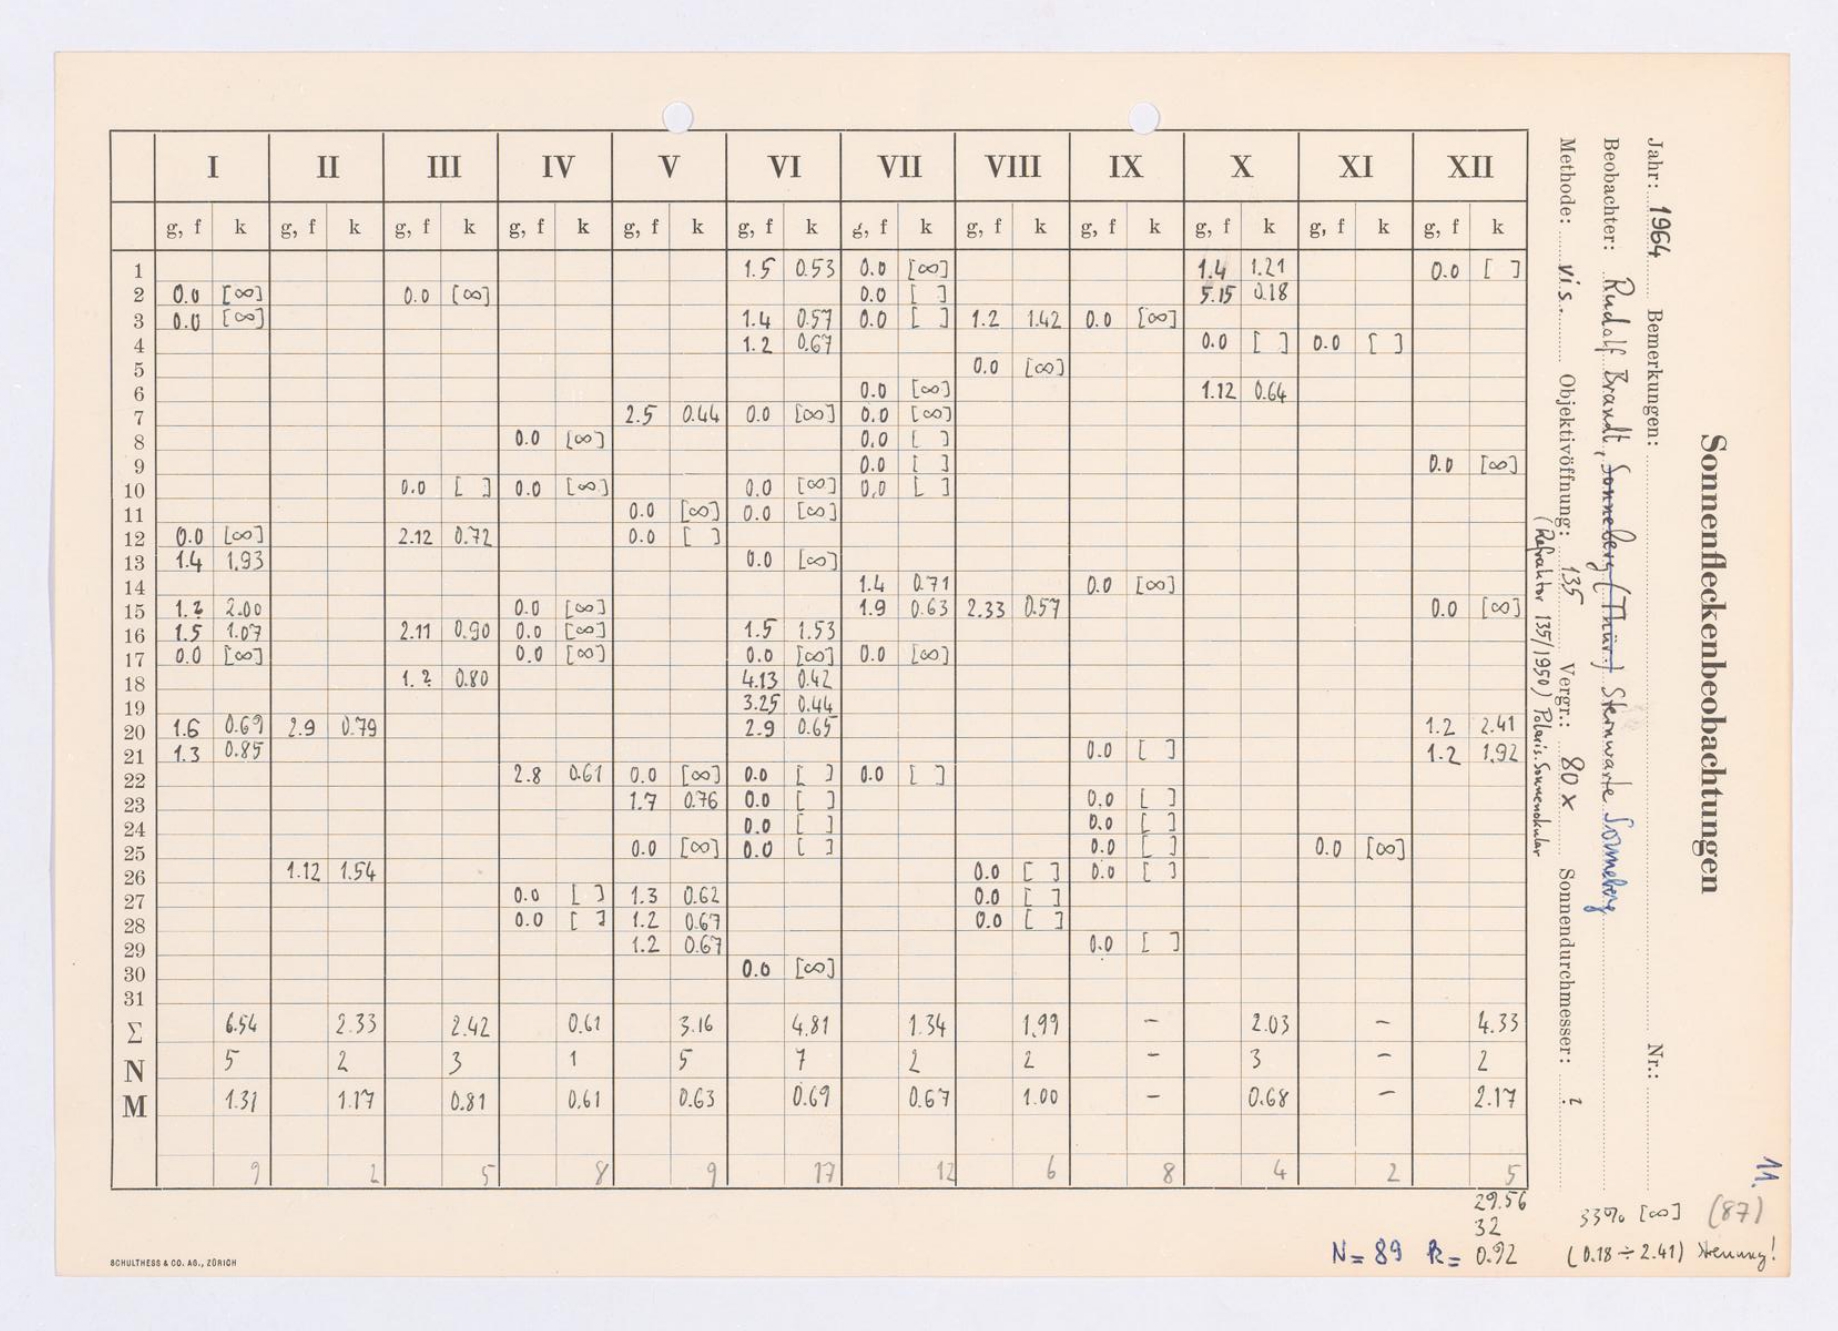 Sonnenfleckenbeobachtungen
Jahr: 1964 Bemerkungen: Nr.:
Beobachter: Rudolf Brandt, Sonneberg (Thür.) Sternwarte Sonneberg
Methode: vis. Objektivöffnung: 135 Vergr.: 80 x Sonnendurchmesser: ?
(Refraktor 135/1950) Polaris. Sonnenokular
I II III IV V VI VII VIII IX X XI XII
g, f k g, f k g, f k g, f k g, f k g, f k g, f k g, f k g, f k g, f k g, f k g, f k
1 1.5 0.53 0.0 [∞] 1.4 1.21 0.0 [ ]
2 0.0 [∞] 0.0 [∞] 0.0 [ ] 5.15 0.18
3 0.0 [∞] 1.4 0.57 0.0 [ ] 1.2 1.42 0.0 [∞]
4 1.2 0.67 0.0 [ ] 0.0 [ ]
5 0.0 [∞]
6 0.0 [∞] 1.12 0.64
7 2.5 0.44 0.0 [∞] 0.0 [∞]
8 0.0 [∞] 0.0 [ ]
9 0.0 [ ] 0.0 [∞]
10 0.0 [ ] 0.0 [∞] 0.0 [∞] 0.0 [ ]
11 0.0 [∞] 0.0 [∞]
12 0.0 [∞] 2.12 0.72 0.0 [ ]
13 1.4 1.93 0.0 [∞]
14 1.4 0.71 0.0 [∞]
15 1.2 2.00 0.0 [∞] 1.9 0.63 2.33 0.57 0.0 [∞]
16 1.5 1.07 2.11 0.90 0.0 [∞] 1.5 1.53
17 0.0 [∞] 0.0 [∞] 0.0 [∞] 0.0 [∞]
18 1.2 0.80 4.13 0.42
19 3.25 0.44
20 1.6 0.69 2.9 0.79 2.9 0.65 1.2 2.41
21 1.3 0.85 0.0 [ ] 1.2 1.92
22 2.8 0.61 0.0 [∞] 0.0 [ ] 0.0 [ ]
23 1.7 0.76 0.0 [ ] 0.0 [ ]
24 0.0 [ ] 0.0 [ ]
25 0.0 [∞] 0.0 [ ] 0.0 [ ] 0.0 [∞]
26 1.12 1.54 0.0 [ ] 0.0 [ ]
27 0.0 [ ] 1.3 0.62 0.0 [ ]
28 0.0 [ ] 1.2 0.67 0.0 [ ]
29 1.2 0.67 0.0 [ ]
30 0.0 [∞]
31
Σ 6.54 2.33 2.42 0.61 3.16 4.81 1.34 1.99 – 2.03 – 4.33
N 5 2 3 1 5 7 2 2 – 3 – 2
M 1.31 1.17 0.81 0.61 0.63 0.69 0.67 1.00 – 0.68 – 2.17
9 2 5 8 9 17 12 6 8 4 2 5
11.
29.56
32 33% [∞] (87)
N = 89 k = 0.92 (0.18 ÷ 2.41) Streuung!
SCHULTHESS & CO. AG., ZÜRICH